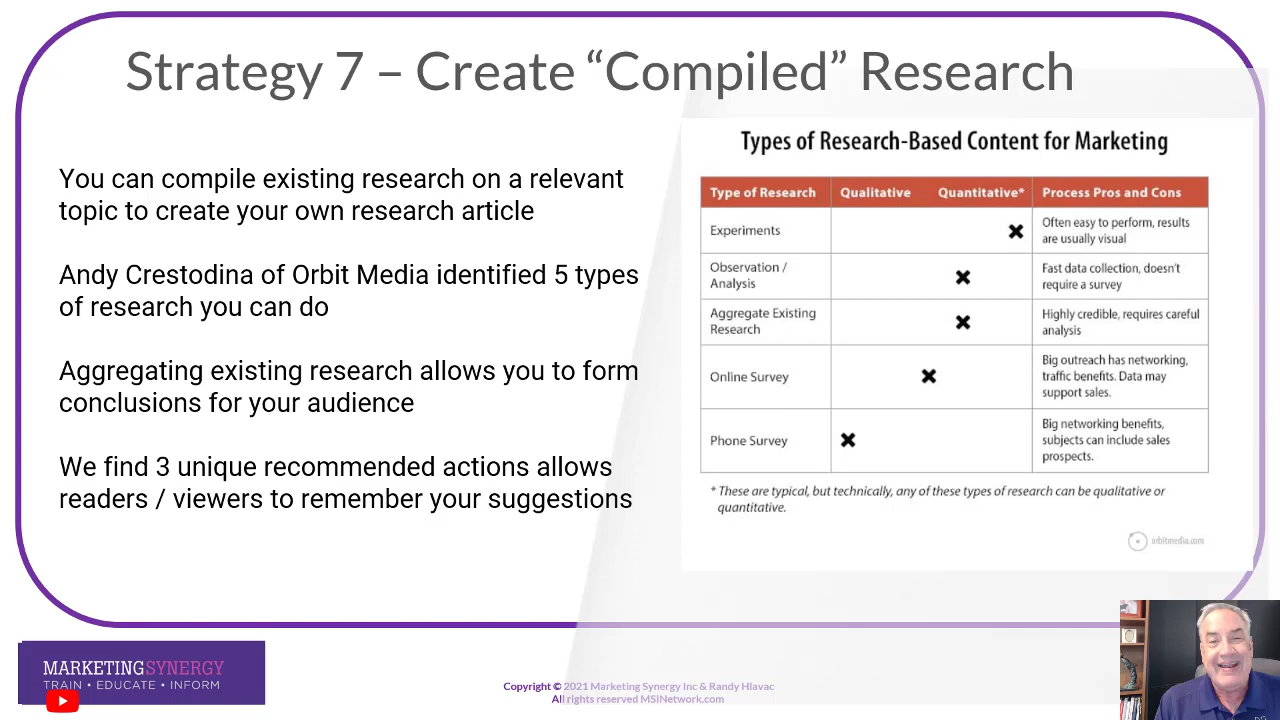 Strategy 7 – Create “Compiled” Research
You can compile existing research on a relevant
topic to create your own research article
Andy Crestodina of Orbit Media identified 5 types
of research you can do
Aggregating existing research allows you to form
conclusions for your audience
We find 3 unique recommended actions allows
readers / viewers to remember your suggestions
Types of Research-Based Content for Marketing
Type of Research Qualitative Quantitative* Process Pros and Cons
Experiments
Often easy to perform, results
are usually visual
Observation /
Analysis
Fast data collection, doesn't
require a survey
Aggregate Existing
Research
Highly credible, requires careful
analysis
Online Survey
Big outreach has networking,
traffic benefits. Data may
support sales.
Phone Survey
Big networking benefits,
subjects can include sales
prospects.
* These are typical, but technically, any of these types of research can be qualitative or
quantitative.
orbitmedia.com
MARKETINGSYNERGY
TRAIN • EDUCATE • INFORM
Copyright © 2021 Marketing Synergy Inc & Randy Hlavac
All rights reserved MSINetwork.com